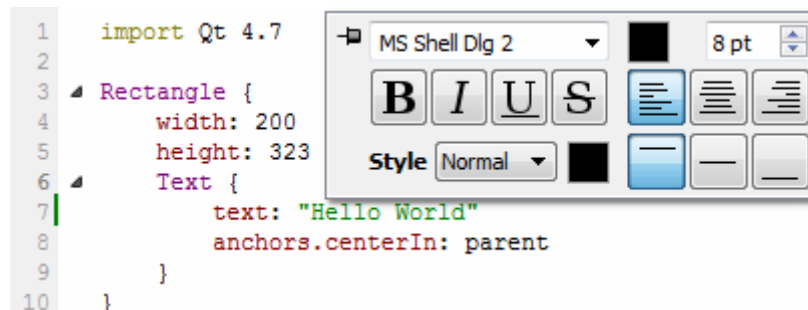 1 import Qt 4.7
2
3 Rectangle {
4 width: 200
5 height: 323
6 Text {
7 text: "Hello World"
8 anchors.centerIn: parent
9 }
10 }
MS Shell Dlg 2 8 pt
B I U S
Style Normal